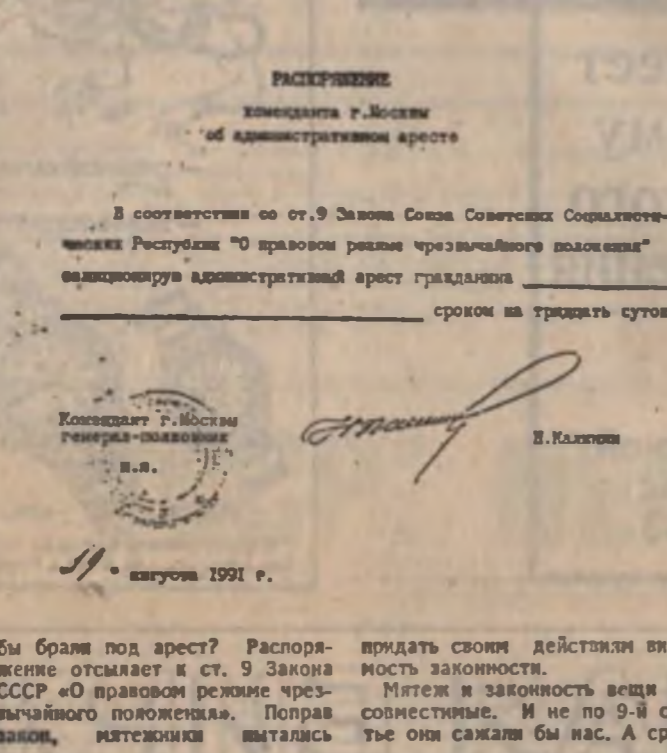 РАСПОРЯЖЕНИЕ
коменданта г.Москвы
об административном аресте
В соответствии со ст.9 Закона Союза Советских Социалисти-
ческих Республик "О правовом режиме чрезвычайного положения"
санкционирую административный арест гражданина
сроком на тридцать суток
Комендант г.Москвы
генерал-полковник
Н.Калинин
м.п.
19 августа 1991 г.
бы брали под арест? Распоря-
жение отсылает к ст. 9 Закона
СССР «О правовом режиме чрез-
вычайного положения». Поправ
закон, мятежники пытались
придать своим действиям ви
мость законности.
Мятеж и законность вещи
совместимые. И не по 9-й с
тье они сажали бы нас. А ср